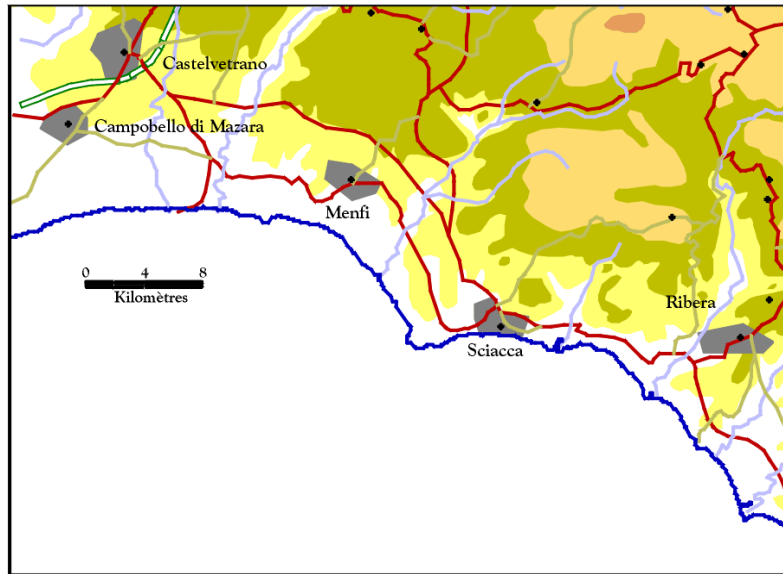 Castelvetrano
Campobello di Mazara
Menfi
0 4 8
Kilomètres
Ribera
Sciacca